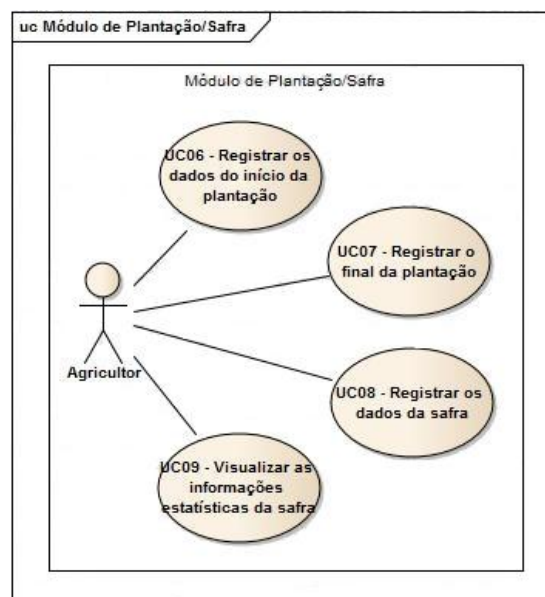 uc Módulo de Plantação/Safra
Módulo de Plantação/Safra
UC06 - Registrar os
dados do início da
plantação
UC07 - Registrar o
final da plantação
Agricultor
UC08 - Registrar os
dados da safra
UC09 - Visualizar as
informações
estatísticas da safra